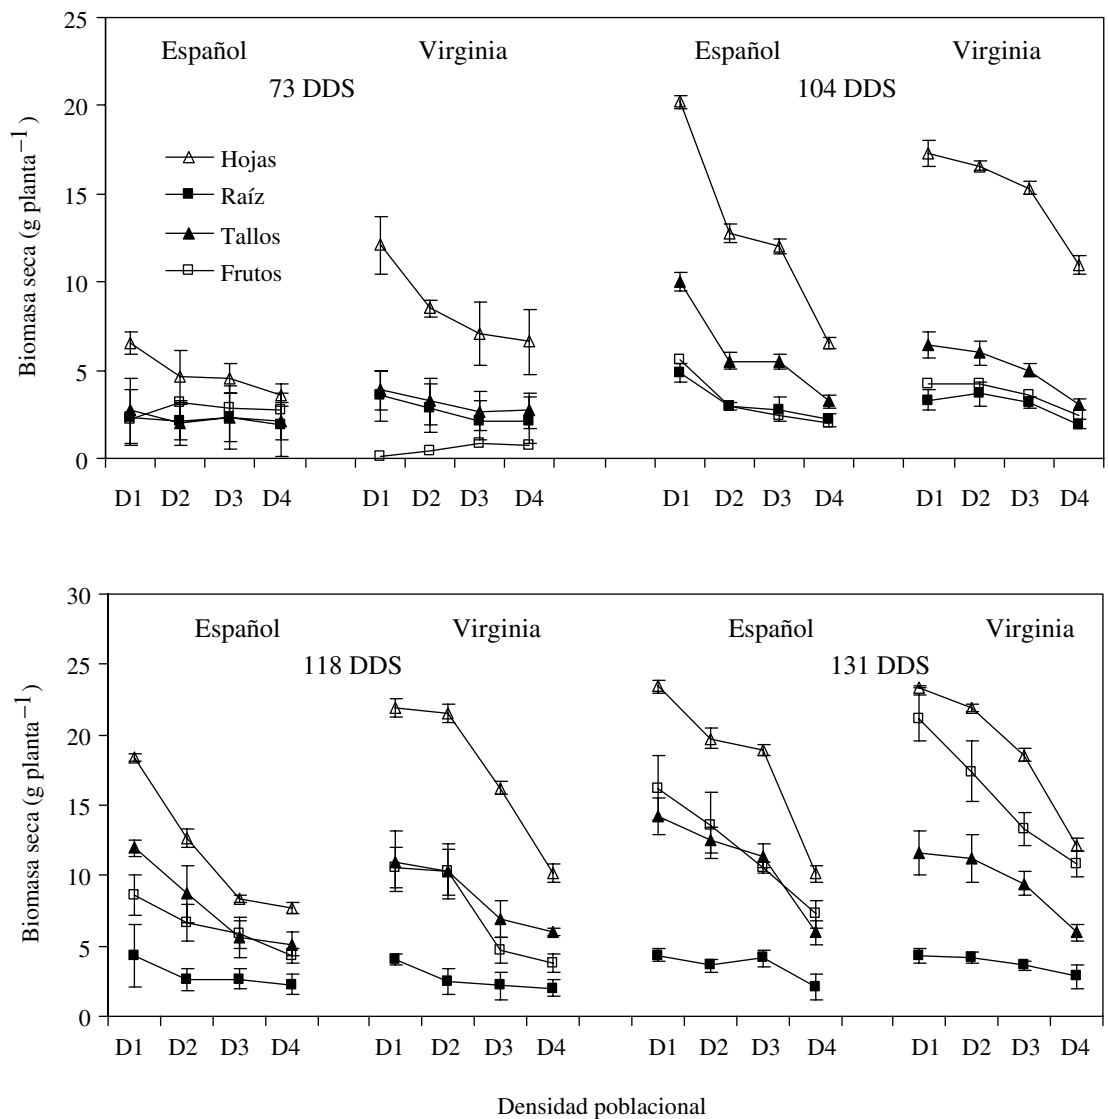 25
20
15
10
5
0
Biomasa seca (g planta⁻¹)
Español
Virginia
Español
Virginia
73 DDS
104 DDS
Hojas
Raíz
Tallos
Frutos
D1 D2 D3 D4 D1 D2 D3 D4 D1 D2 D3 D4 D1 D2 D3 D4
30
25
20
15
10
5
0
Biomasa seca (g planta⁻¹)
Español
Virginia
Español
Virginia
118 DDS
131 DDS
D1 D2 D3 D4 D1 D2 D3 D4 D1 D2 D3 D4 D1 D2 D3 D4
Densidad poblacional